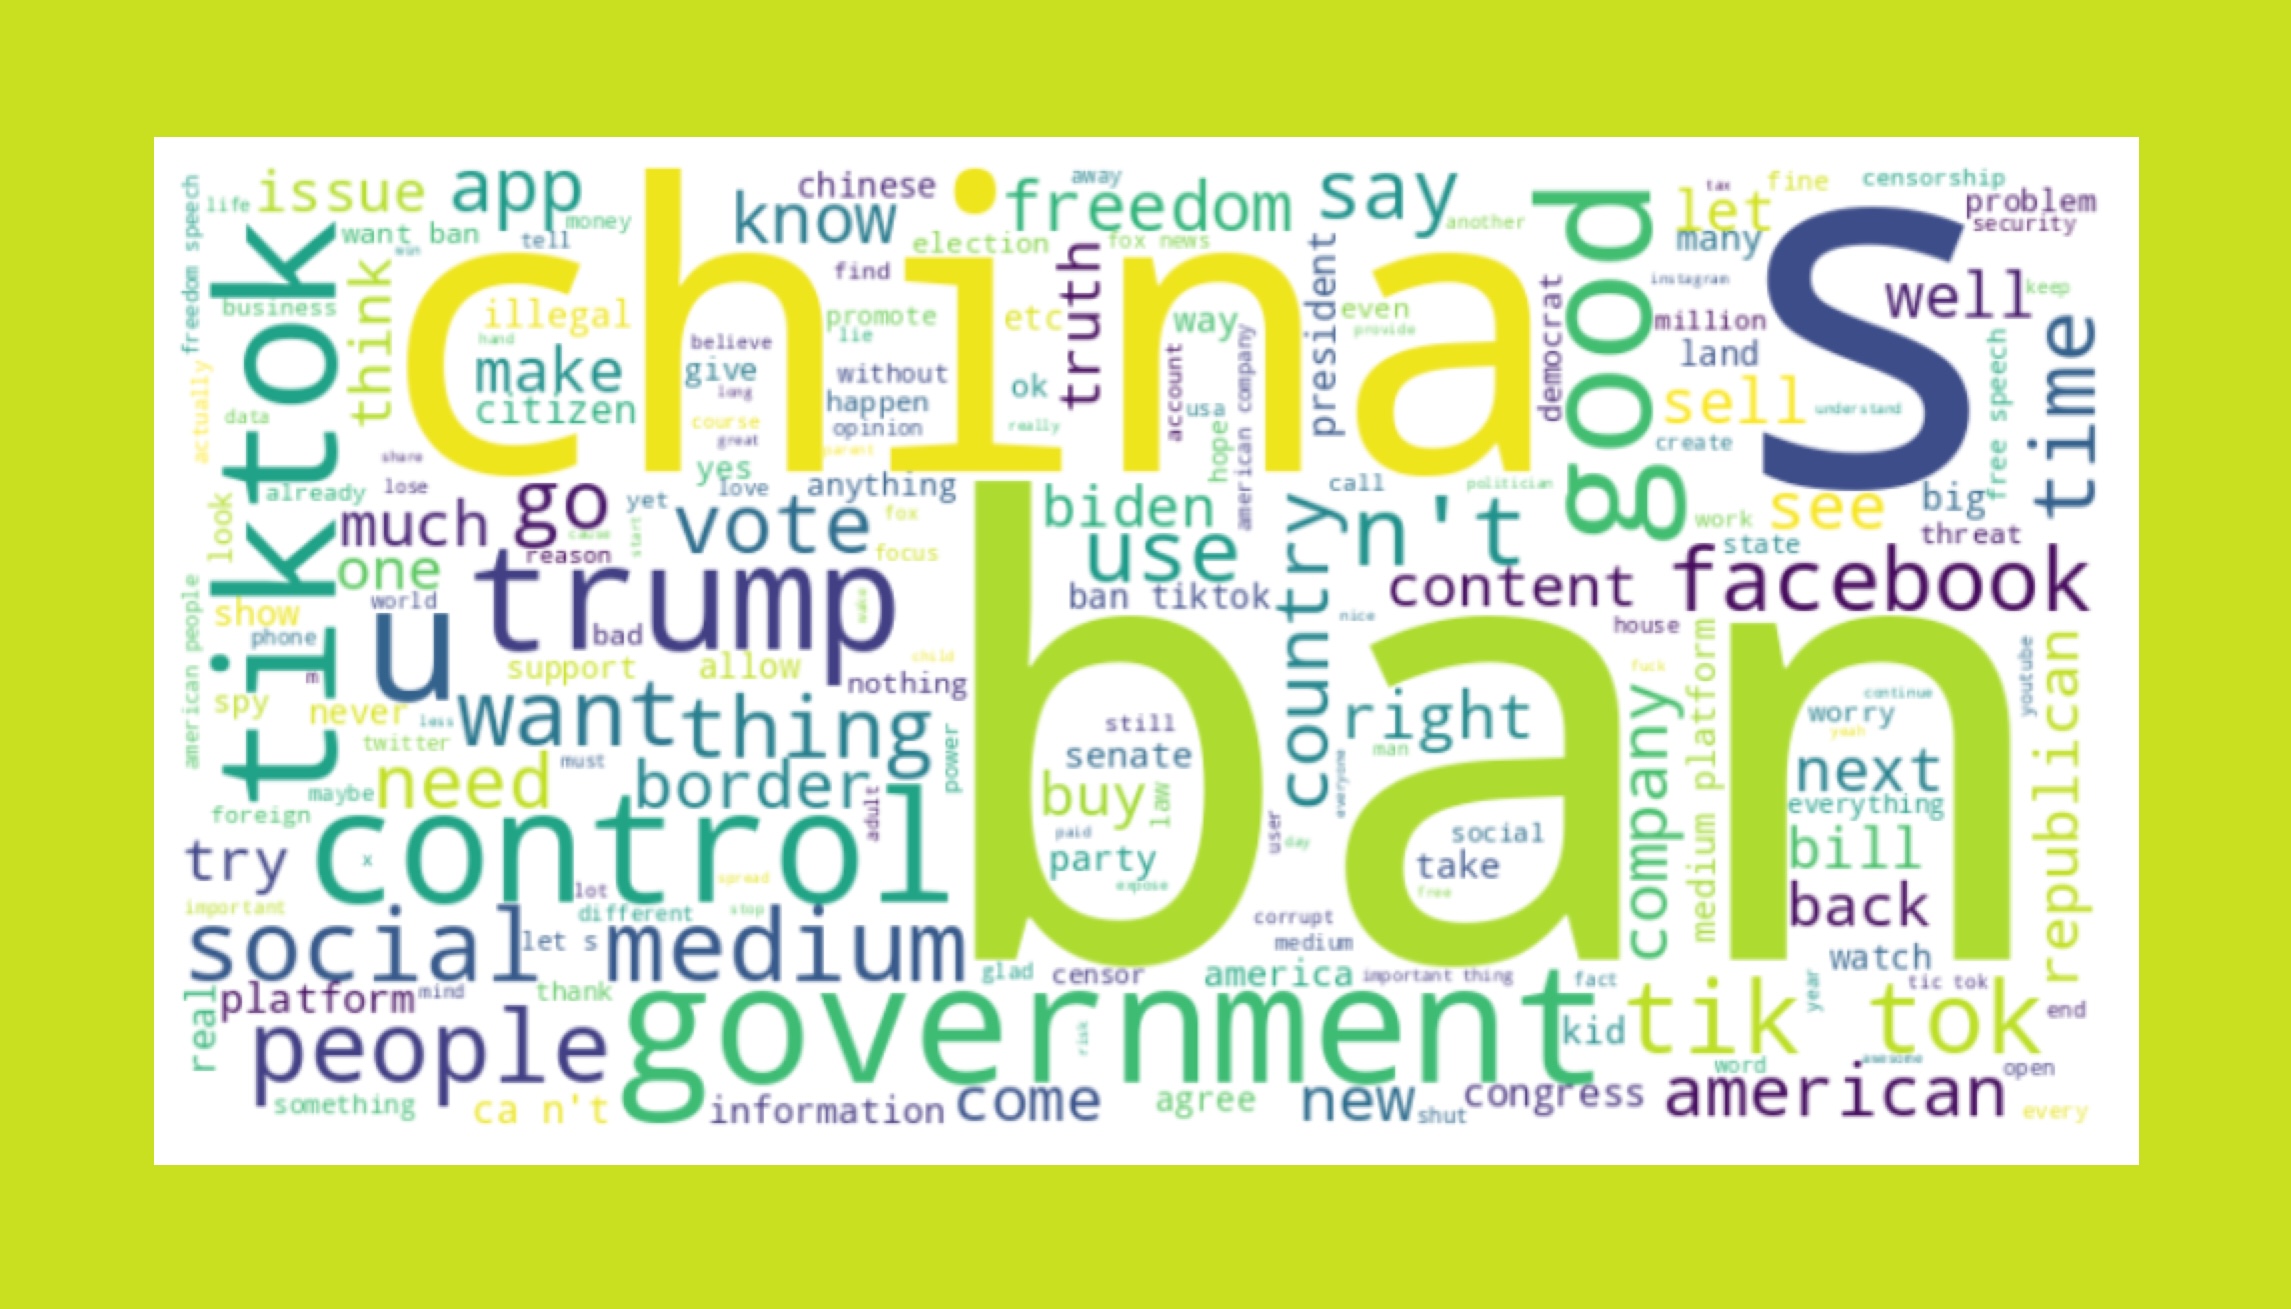 freedom speech
life
issue
app
money
want ban
tell
win
know
chinese
away
freedom
election
fox news
say
another
let
tax
fine
censorship
problem
security
many
tiktok
think
china
good
s
business
illegal
hand
make
citizen
find
promote
lie
believe
give
long
without
happen
opinion
course
great
parent
etc
ok
really
truth
way
account
usa
hope
american company
president
even
provide
democrat
instagram
million
land
sell
understand
create
well
keep
free speech
time
actually
data
share
already
lose
look
much
go
yet
yes
love
anything
vote
fox
focus
cause
start
reason
one
world
trump
bad
make
biden
use
ban tiktok
call
politician
country
n't
work
see
big
threat
state
content
facebook
nice
house
american people
show
phone
m
u
support
allow
child
nothing
spy
never
less
twitter
want
thing
power
ban
still
senate
buy
law
paid
party
expose
right
man
everyone
social
take
free
user
day
fuck
company
medium platform
continue
worry
yeah
next
everything
bill
back
youtube
republican
need
must
border
maybe
adult
foreign
control
try
x
lot
spread
important
different
stop
social
let s
medium
corrupt
medium
watch
glad
censor
america
important thing
fact
real
platform
mind
thank
government
risk
kid
tik tok
year
tic tok
end
people
word
awesome
open
something
ca n't
information
come
agree
new
shut
congress
american
every